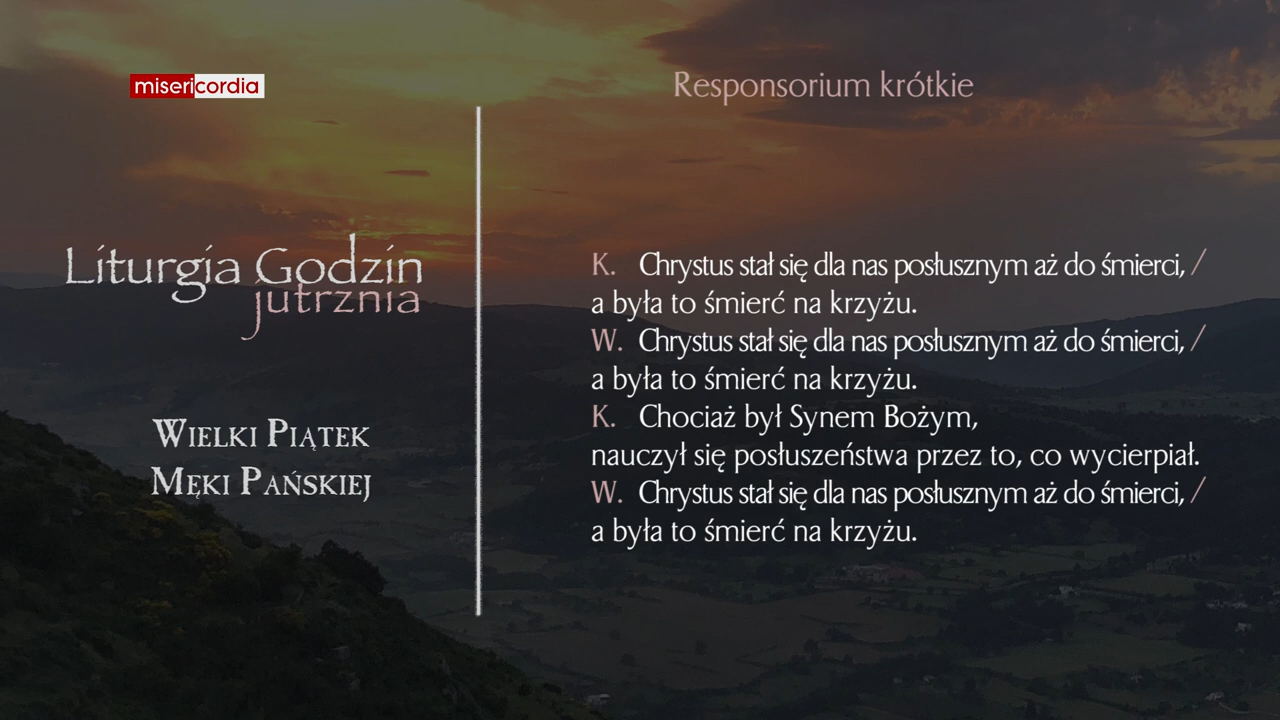 misericordia
Liturgia Godzin
jutrznia
Wielki Piątek
Męki Pańskiej
Responsorium krótkie
K. Chrystus stał się dla nas posłusznym aż do śmierci, /
a była to śmierć na krzyżu.
W. Chrystus stał się dla nas posłusznym aż do śmierci, /
a była to śmierć na krzyżu.
K. Chociaż był Synem Bożym,
nauczył się posłuszeństwa przez to, co wycierpiał.
W. Chrystus stał się dla nas posłusznym aż do śmierci, /
a była to śmierć na krzyżu.